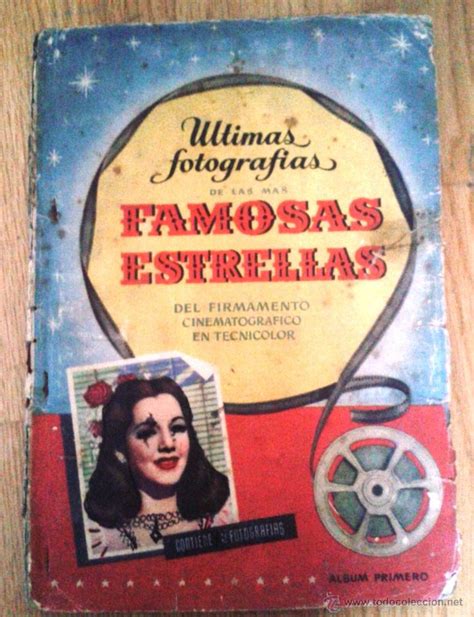 Ultimas
fotografias
DE LAS MAS
FAMOSAS
ESTRELLAS
DEL FIRMAMENTO
CINEMATOGRAFICO
EN TECNICOLOR
CONTIENE FOTOGRAFIAS
ALBUM PRIMERO
www.todocoleccion.net